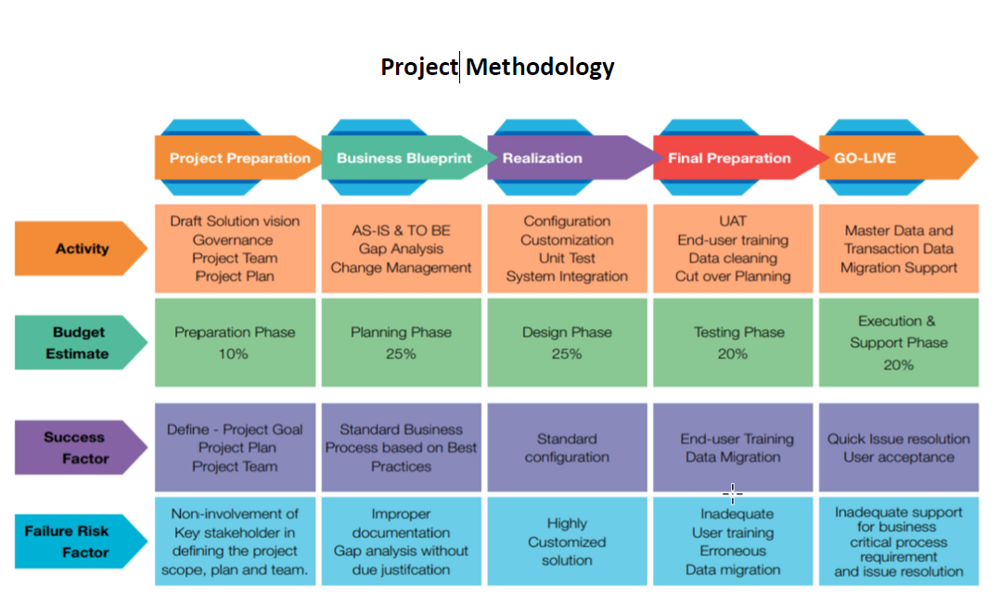 Project Methodology
Project Preparation
Business Blueprint
Realization
Final Preparation
GO-LIVE
Activity
Draft Solution vision
Governance
Project Team
Project Plan
AS-IS & TO BE
Gap Analysis
Change Management
Configuration
Customization
Unit Test
System Integration
UAT
End-user training
Data cleaning
Cut over Planning
Master Data and
Transaction Data
Migration Support
Budget
Estimate
Preparation Phase
10%
Planning Phase
25%
Design Phase
25%
Testing Phase
20%
Execution &
Support Phase
20%
Success
Factor
Define - Project Goal
Project Plan
Project Team
Standard Business
Process based on Best
Practices
Standard
configuration
End-user Training
Data Migration
Quick Issue resolution
User acceptance
Failure Risk
Factor
Non-involvement of
Key stakeholder in
defining the project
scope, plan and team.
Improper
documentation
Gap analysis without
due justifcation
Highly
Customized
solution
Inadequate
User training
Erroneous
Data migration
Inadequate support
for business
critical process
requirement
and issue resolution